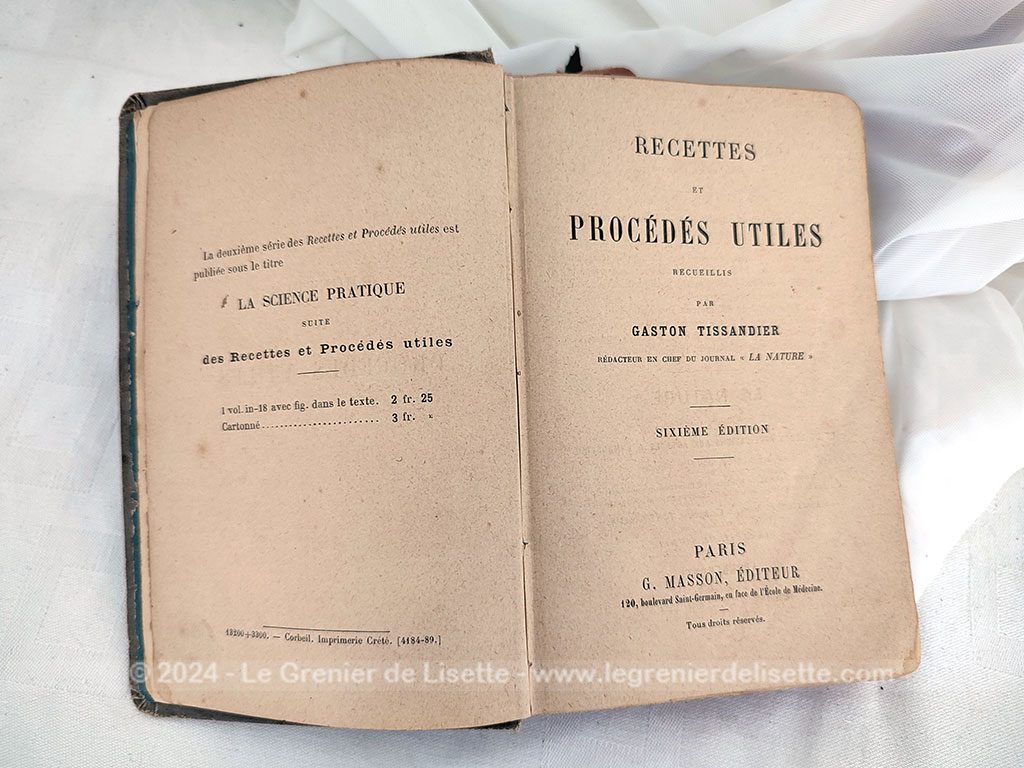 La deuxième série des Recettes et Procédés utiles est
publiée sous le titre
LA SCIENCE PRATIQUE
SUITE
des Recettes et Procédés utiles
1 vol. in-18 avec fig. dans le texte. 2 fr. 25
Cartonné...................... 3 fr. »
13200+3300. — Corbeil. Imprimerie Crété. [4184-89.]
RECETTES
ET
PROCÉDÉS UTILES
RECUEILLIS
PAR
GASTON TISSANDIER
RÉDACTEUR EN CHEF DU JOURNAL « LA NATURE »
SIXIÈME ÉDITION
PARIS
G. MASSON, ÉDITEUR
120, boulevard Saint-Germain, en face de l'École de Médecine.
Tous droits réservés.
© 2024 - Le Grenier de Lisette - www.legrenierdelisette.com